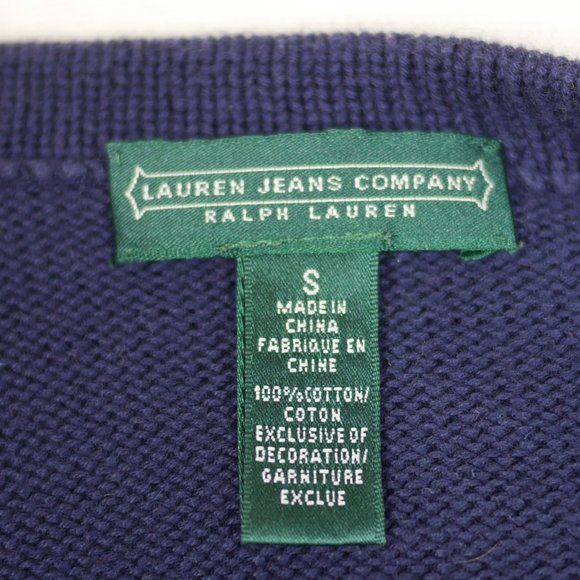 LAUREN JEANS COMPANY
RALPH LAUREN
S
MADE IN
CHINA
FABRIQUE EN
CHINE
100%COTTON/
COTON
EXCLUSIVE OF
DECORATION/
GARNITURE
EXCLUE